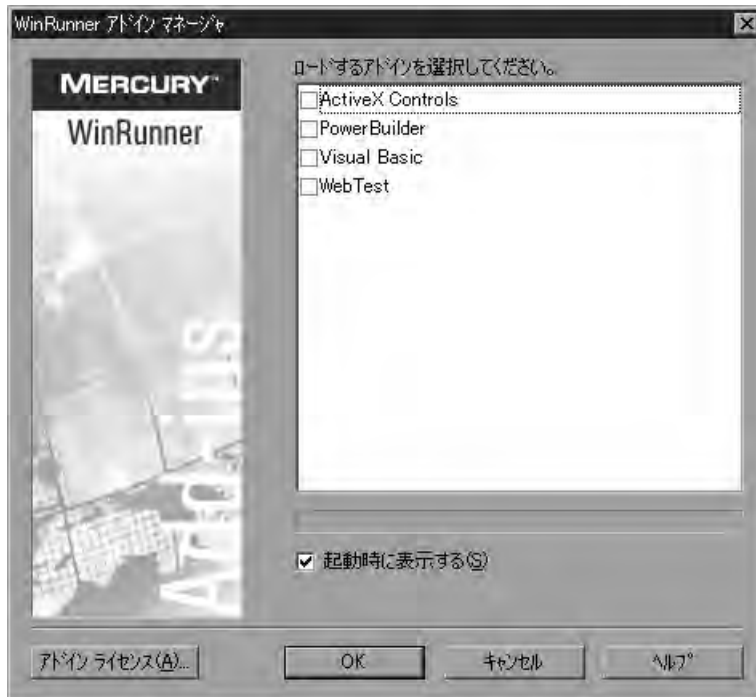 WinRunner アドイン マネージャ
MERCURY™
WinRunner
ロードするアドインを選択してください。
ActiveX Controls
PowerBuilder
Visual Basic
WebTest
起動時に表示する(S)
アドイン ライセンス(A)...
OK
キャンセル
ヘルプ